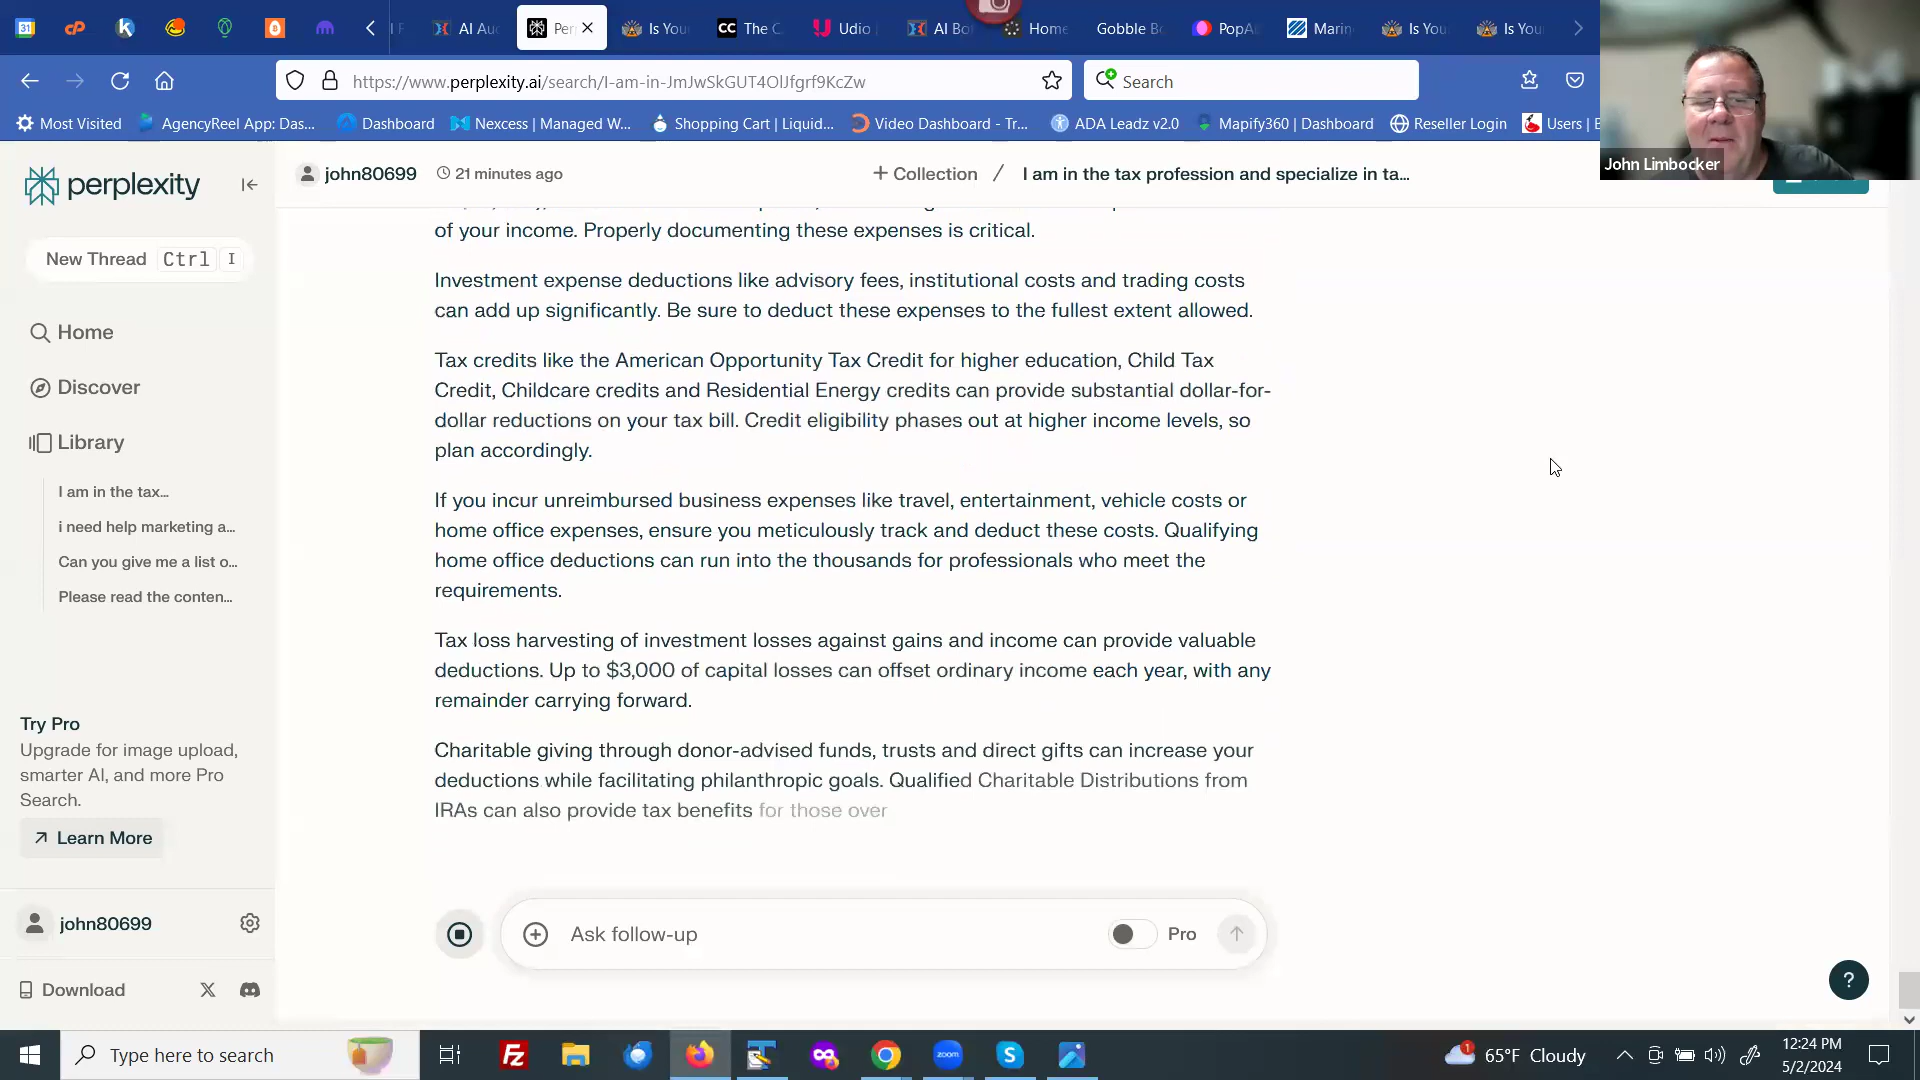 AI Au
Per
Is You
CC The C
Udio
AI Bo
Home
Gobble B
PopA
Marin
Is You
Is You
https://www.perplexity.ai/search/I-am-in-JmJwSkGUT4OlJfgrf9KcZw
Search
Most Visited
AgencyReel App: Das...
Dashboard
Nexcess | Managed W...
Shopping Cart | Liquid...
Video Dashboard - Tr...
ADA Leadz v2.0
Mapify360 | Dashboard
Reseller Login
Users | E
John Limbocker
perplexity
john80699
21 minutes ago
+ Collection /
I am in the tax profession and specialize in ta...
New Thread Ctrl I
Home
Discover
Library
I am in the tax...
i need help marketing a...
Can you give me a list o...
Please read the conten...
Try Pro
Upgrade for image upload,
smarter AI, and more Pro
Search.
Learn More
john80699
Download
of your income. Properly documenting these expenses is critical.
Investment expense deductions like advisory fees, institutional costs and trading costs
can add up significantly. Be sure to deduct these expenses to the fullest extent allowed.
Tax credits like the American Opportunity Tax Credit for higher education, Child Tax
Credit, Childcare credits and Residential Energy credits can provide substantial dollar-for-
dollar reductions on your tax bill. Credit eligibility phases out at higher income levels, so
plan accordingly.
If you incur unreimbursed business expenses like travel, entertainment, vehicle costs or
home office expenses, ensure you meticulously track and deduct these costs. Qualifying
home office deductions can run into the thousands for professionals who meet the
requirements.
Tax loss harvesting of investment losses against gains and income can provide valuable
deductions. Up to $3,000 of capital losses can offset ordinary income each year, with any
remainder carrying forward.
Charitable giving through donor-advised funds, trusts and direct gifts can increase your
deductions while facilitating philanthropic goals. Qualified Charitable Distributions from
IRAs can also provide tax benefits for those over
Ask follow-up
Pro
?
Type here to search
zoom
1
65°F Cloudy
12:24 PM
5/2/2024